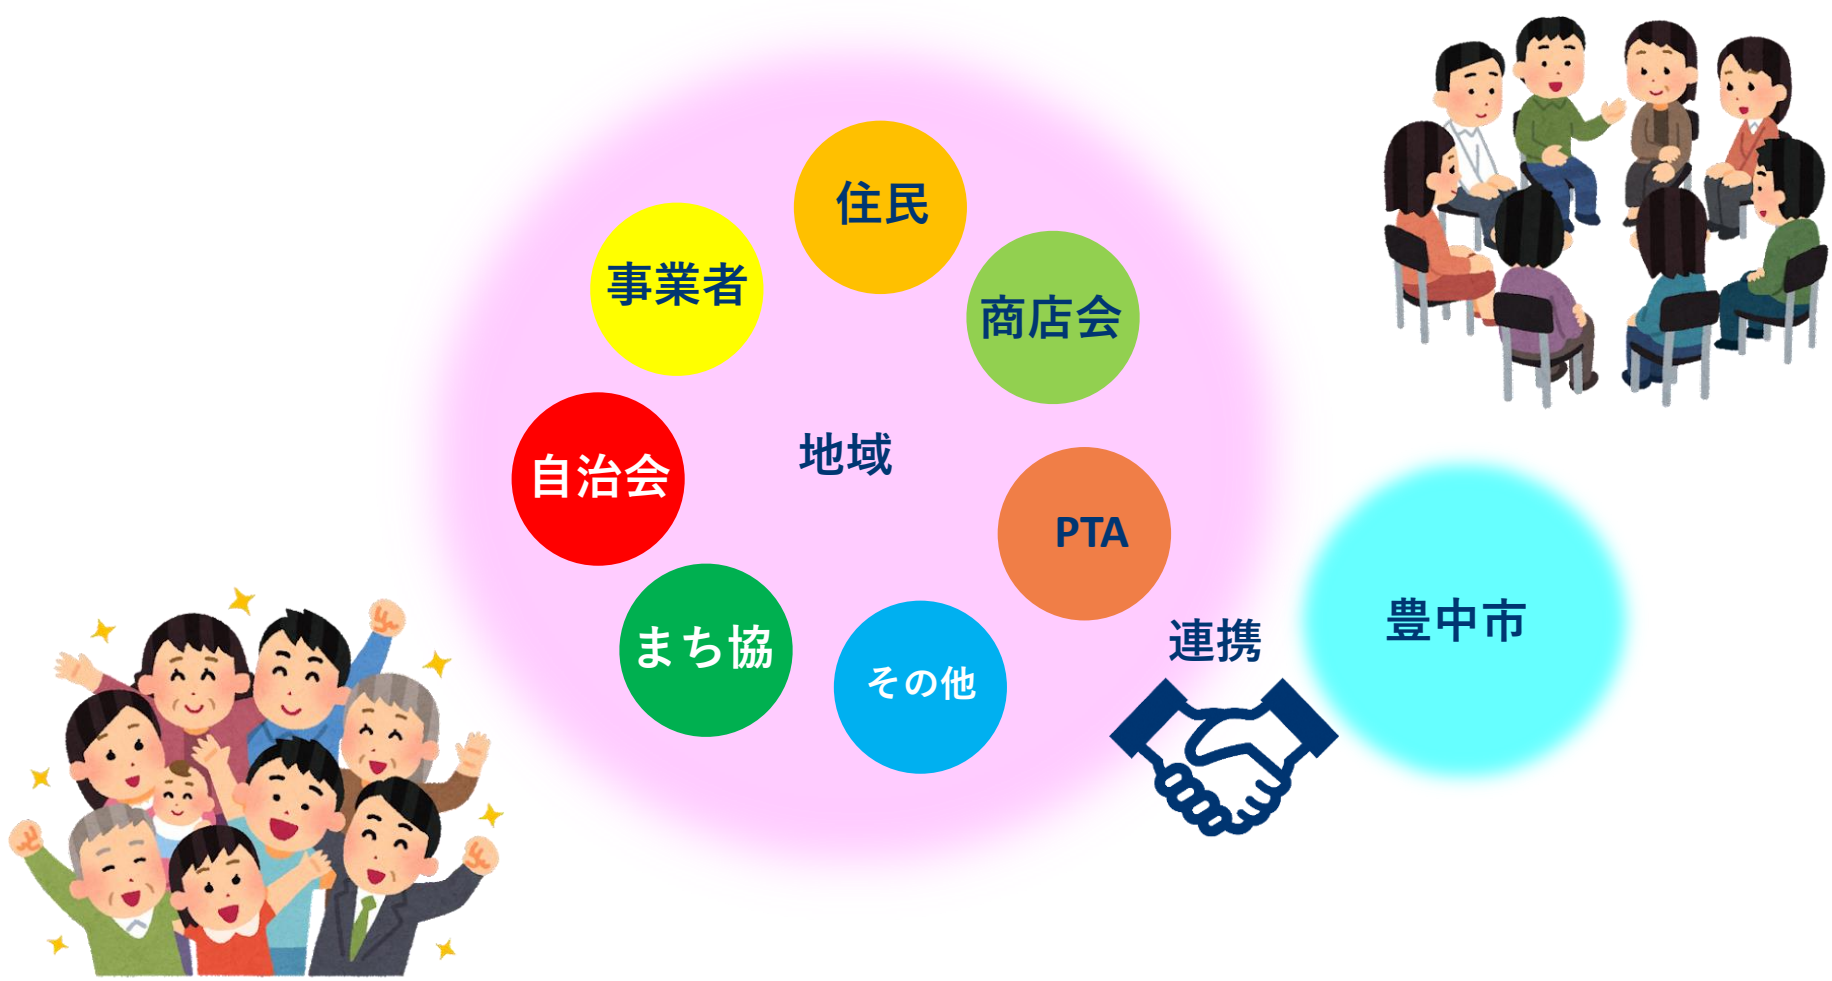 住民
事業者
商店会
地域
自治会
PTA
まち協
その他
連携
豊中市